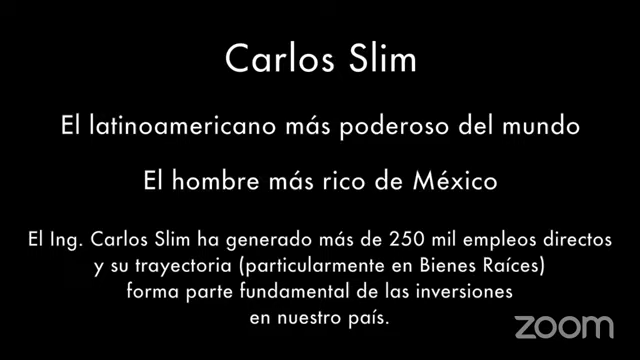 Carlos Slim
El latinoamericano más poderoso del mundo
El hombre más rico de México
El Ing. Carlos Slim ha generado más de 250 mil empleos directos
y su trayectoria (particularmente en Bienes Raíces)
forma parte fundamental de las inversiones
en nuestro país.
zoom